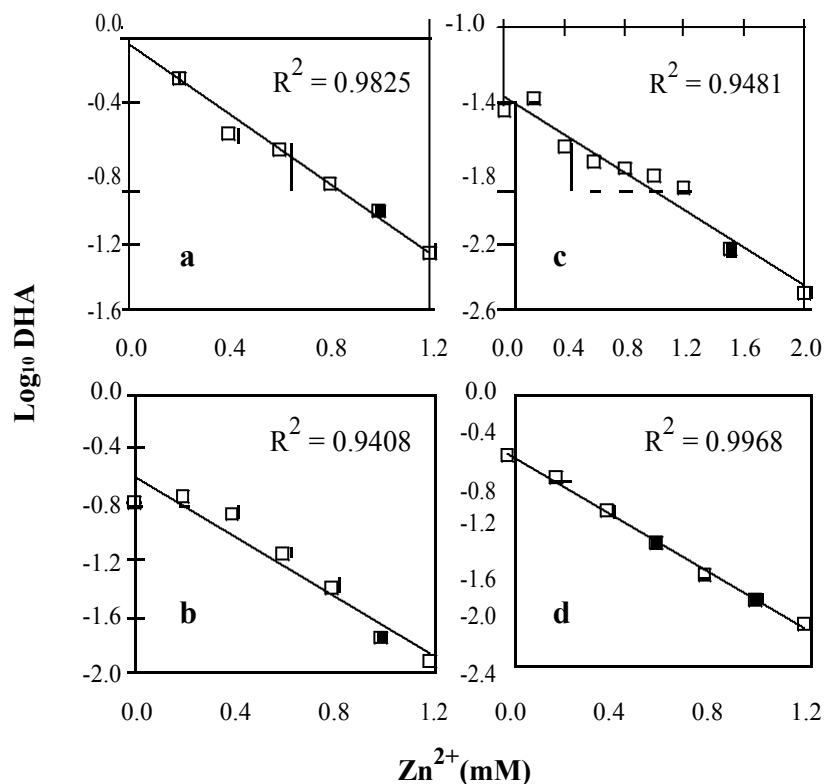 0.0
-0.4
-0.8
-1.2
-1.6
R² = 0.9825
a
0.0 0.4 0.8 1.2
-1.0
-1.4
-1.8
-2.2
-2.6
R² = 0.9481
c
0.0 0.4 0.8 1.2 1.6 2.0
Log₁₀ DHA
0.0
-0.4
-0.8
-1.2
-1.6
-2.0
R² = 0.9408
b
0.0 0.4 0.8 1.2
0.0
-0.4
-0.8
-1.2
-1.6
-2.0
-2.4
R² = 0.9968
d
0.0 0.4 0.8 1.2
Zn²⁺(mM)